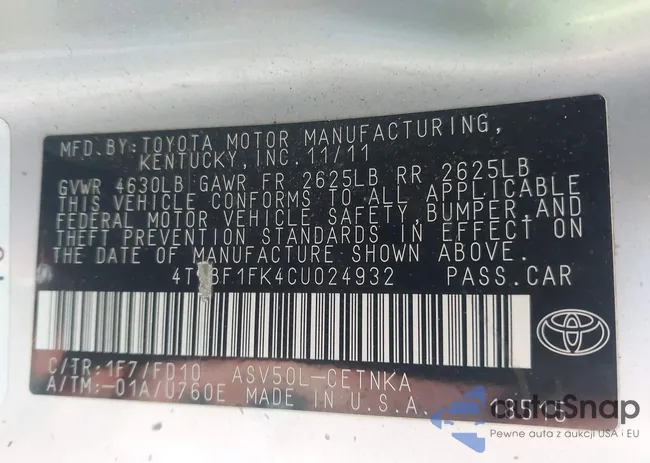 MFD. BY: TOYOTA MOTOR MANUFACTURING,
KENTUCKY, INC. 11/11
GVWR 4630LB GAWR FR 2625LB RR 2625LB
THIS VEHICLE CONFORMS TO ALL APPLICABLE
FEDERAL MOTOR VEHICLE SAFETY, BUMPER, AND
THEFT PREVENTION STANDARDS IN EFFECT ON
THE DATE OF MANUFACTURE SHOWN ABOVE.
PASS.CAR
C/TR:1F7/FD10 ASV50L-CETNKA
A/TM:-01A/U760E MADE IN U.S.A.
autoSnap
Pewne auta z aukcji USA i EU